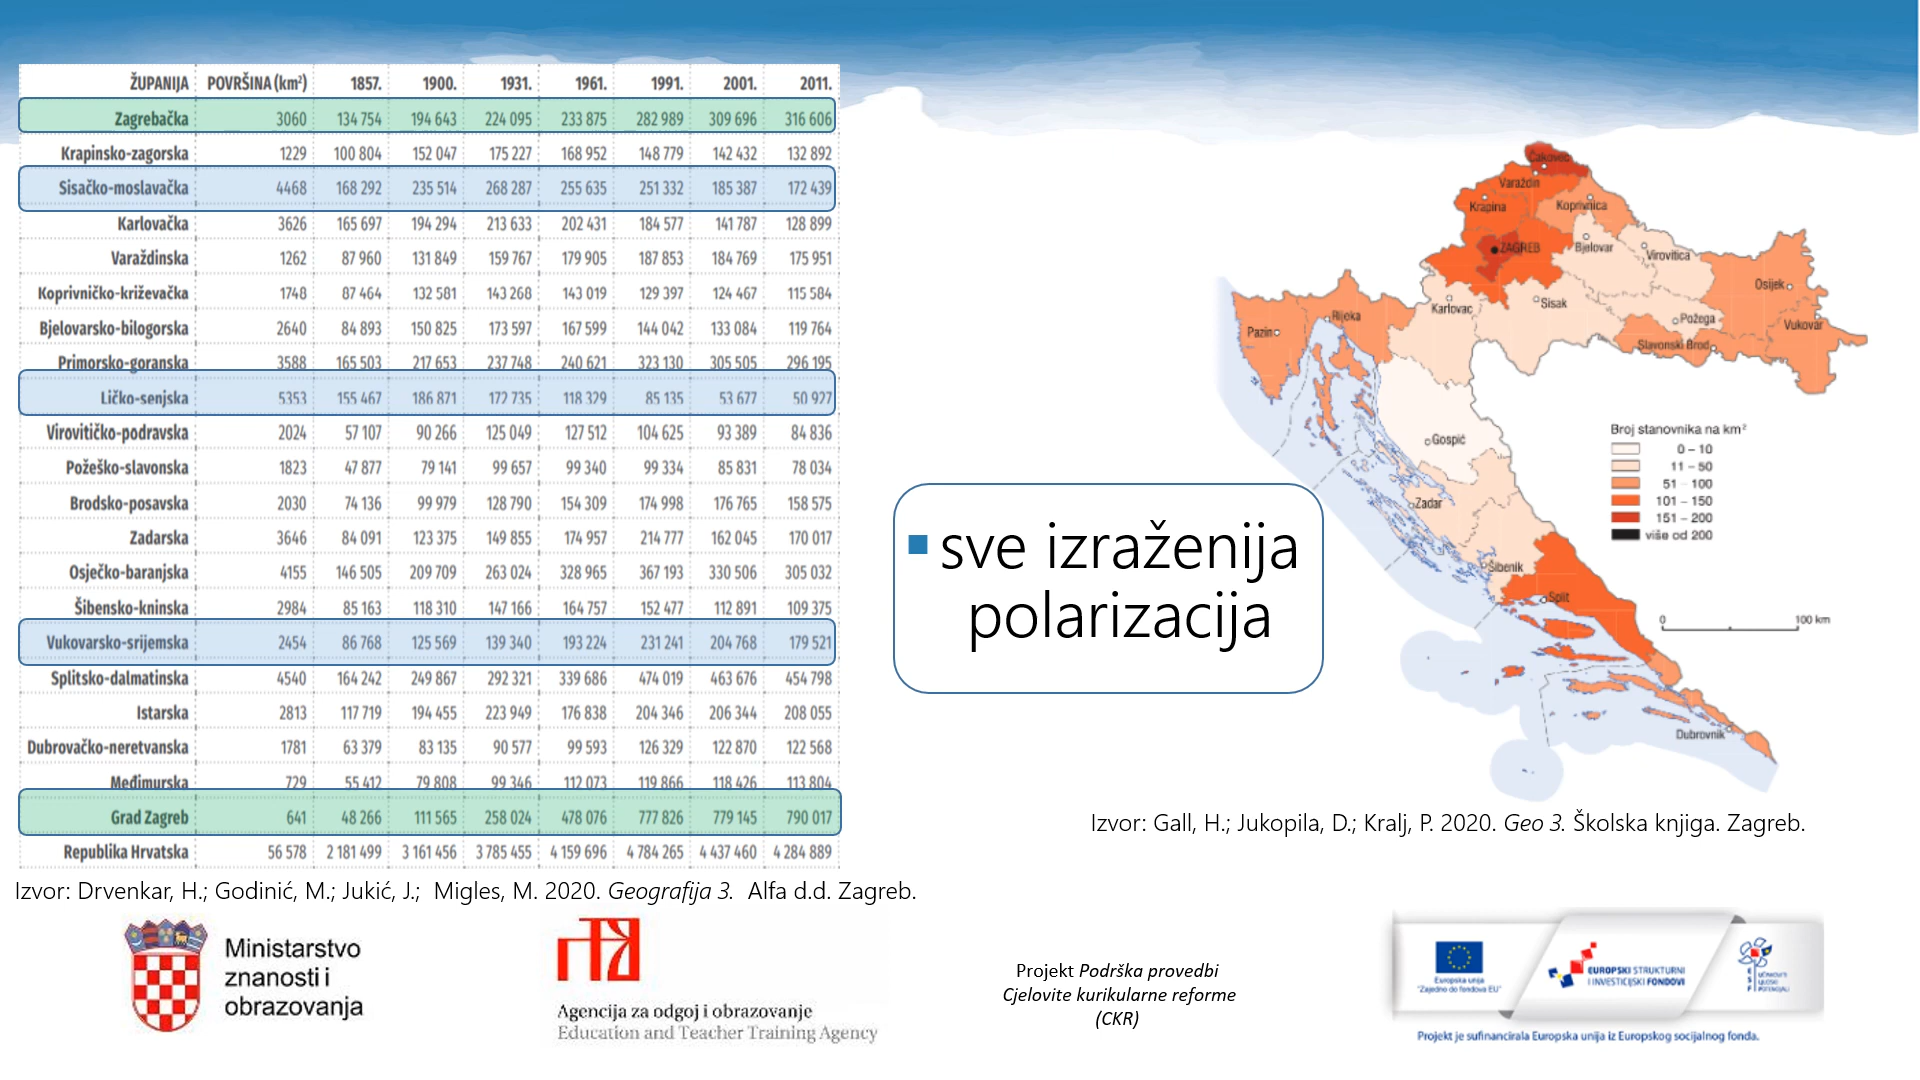 ŽUPANIJA POVRŠINA (km²) 1857. 1900. 1931. 1961. 1991. 2001. 2011.
Zagrebačka 3060 134 754 194 643 224 095 233 875 282 989 309 696 316 606
Krapinsko-zagorska 1229 100 804 152 047 175 227 168 952 148 779 142 432 132 892
Sisačko-moslavačka 4468 168 292 235 514 268 287 255 635 251 332 185 387 172 439
Karlovačka 3626 165 697 194 294 213 633 202 431 184 577 141 787 128 899
Varaždinska 1262 87 960 131 849 159 767 179 905 187 853 184 769 175 951
Koprivničko-križevačka 1748 87 464 132 581 143 268 143 019 129 397 124 467 115 584
Bjelovarsko-bilogorska 2640 84 893 150 825 173 597 167 599 144 042 133 084 119 764
Primorsko-goranska 3588 165 503 217 653 237 748 240 621 323 130 305 505 296 195
Ličko-senjska 5353 155 467 186 871 172 735 118 329 85 135 53 677 50 927
Virovitičko-podravska 2024 57 107 90 266 125 049 127 512 104 625 93 389 84 836
Požeško-slavonska 1823 47 877 79 141 99 657 99 340 99 334 85 831 78 034
Brodsko-posavska 2030 74 136 99 979 128 790 154 309 174 998 176 765 158 575
Zadarska 3646 84 091 123 375 149 855 174 957 214 777 162 045 170 017
Osječko-baranjska 4155 146 505 209 709 263 024 328 965 367 193 330 506 305 032
Šibensko-kninska 2984 85 163 118 310 147 166 164 757 152 477 112 891 109 375
Vukovarsko-srijemska 2454 86 768 125 569 139 340 193 224 231 241 204 768 179 521
Splitsko-dalmatinska 4540 164 242 249 867 292 321 339 686 474 019 463 676 454 798
Istarska 2813 117 719 194 455 223 949 176 838 204 346 206 344 208 055
Dubrovačko-neretvanska 1781 63 379 83 135 90 577 99 593 126 329 122 870 122 568
Međimurska 729 55 412 79 808 99 346 112 073 119 866 118 426 113 804
Grad Zagreb 641 48 266 111 565 258 024 478 076 777 826 779 145 790 017
Republika Hrvatska 56 578 2 181 499 3 161 456 3 785 455 4 159 696 4 784 265 4 437 460 4 284 889
Izvor: Drvenkar, H.; Godinić, M.; Jukić, J.; Migles, M. 2020. Geografija 3. Alfa d.d. Zagreb.
sve izraženija
polarizacija
Čakovec
Varaždin
Krapina
Koprivnica
ZAGREB
Bjelovar
Virovitica
Osijek
Karlovac
Sisak
Požega
Vukovar
Rijeka
Pazin
Slavonski Brod
Gospić
Zadar
Šibenik
Split
Dubrovnik
Broj stanovnika na km²
0 – 10
11 – 50
51 – 100
101 – 150
151 – 200
više od 200
0 100 km
Izvor: Gall, H.; Jukopila, D.; Kralj, P. 2020. Geo 3. Školska knjiga. Zagreb.
Ministarstvo
znanosti i
obrazovanja
Agencija za odgoj i obrazovanje
Education and Teacher Training Agency
Projekt Podrška provedbi
Cjelovite kurikularne reforme
(CKR)
Europska unija
"Zajedno do fondova EU"
EUROPSKI STRUKTURNI
I INVESTICIJSKI FONDOVI
Projekt je sufinancirala Europska unija iz Europskog socijalnog fonda.